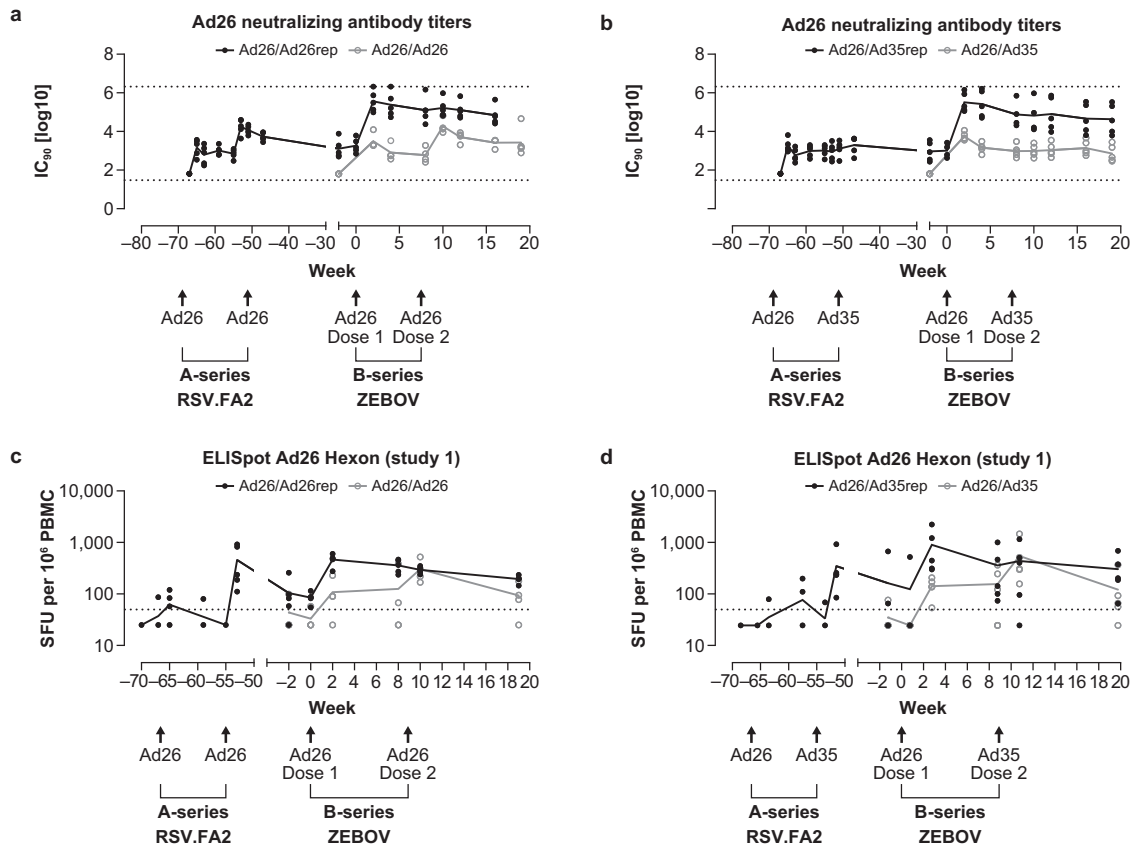 a
Ad26 neutralizing antibody titers
Ad26/Ad26rep Ad26/Ad26
IC90 [log10]
8
6
4
2
0
–80 –70 –60 –50 –40 –30 0 5 10 15 20
Week
Ad26 Ad26 Ad26 Ad26
Dose 1 Dose 2
A-series B-series
RSV.FA2 ZEBOV
b
Ad26 neutralizing antibody titers
Ad26/Ad35rep Ad26/Ad35
IC90 [log10]
8
6
4
2
0
–80 –70 –60 –50 –40 –30 0 5 10 15 20
Week
Ad26 Ad35 Ad26 Ad35
Dose 1 Dose 2
A-series B-series
RSV.FA2 ZEBOV
c
ELISpot Ad26 Hexon (study 1)
Ad26/Ad26rep Ad26/Ad26
SFU per 10⁶ PBMC
10,000
1,000
100
10
–70 –65 –60 –55 –50 –2 0 2 4 6 8 10 12 14 16 18 20
Week
Ad26 Ad26 Ad26 Ad26
Dose 1 Dose 2
A-series B-series
RSV.FA2 ZEBOV
d
ELISpot Ad26 Hexon (study 1)
Ad26/Ad35rep Ad26/Ad35
SFU per 10⁶ PBMC
10,000
1,000
100
10
–70 –65 –60 –55 –50 –2 0 2 4 6 8 10 12 14 16 18 20
Week
Ad26 Ad35 Ad26 Ad35
Dose 1 Dose 2
A-series B-series
RSV.FA2 ZEBOV